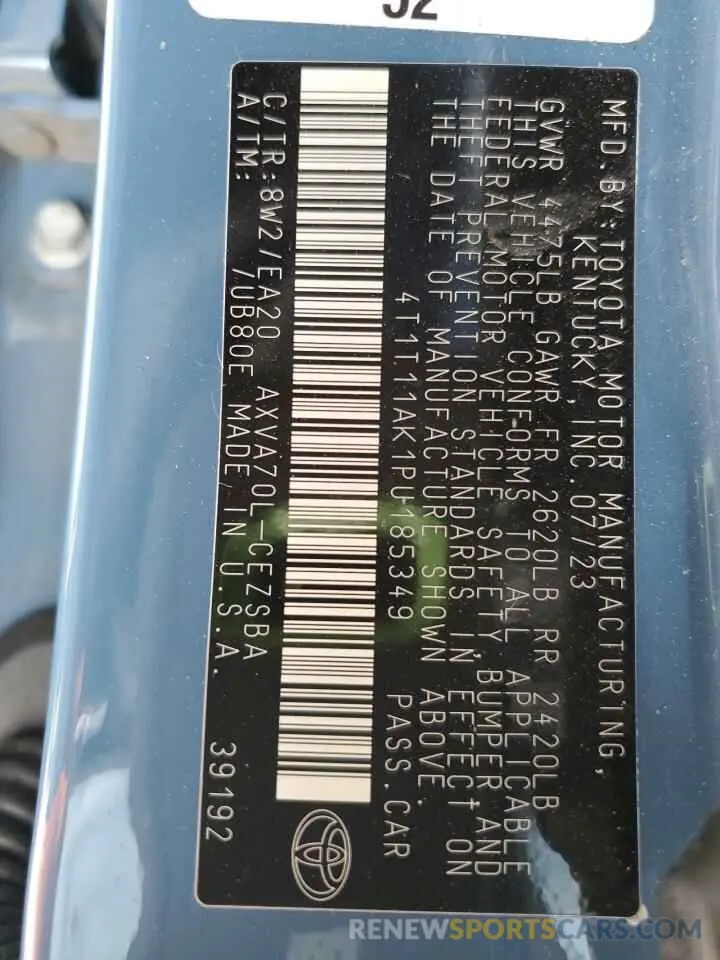 52
MFD. BY: TOYOTA MOTOR MANUFACTURING,
KENTUCKY, INC. 07/23
GVWR 4475LB GAWR FR 2620LB RR 2420LB
THIS VEHICLE CONFORMS TO ALL APPLICABLE
FEDERAL MOTOR VEHICLE SAFETY, BUMPER, AND
THEFT PREVENTION STANDARDS IN EFFECT ON
THE DATE OF MANUFACTURE SHOWN ABOVE.
4T1T11AK1PU185349 PASS.CAR
C/TR:8W2/EA20 AXVA70L-CEZSBA
A/TM: /UB80E MADE IN U.S.A. 39192
RENEWSPORTSCARS.COM